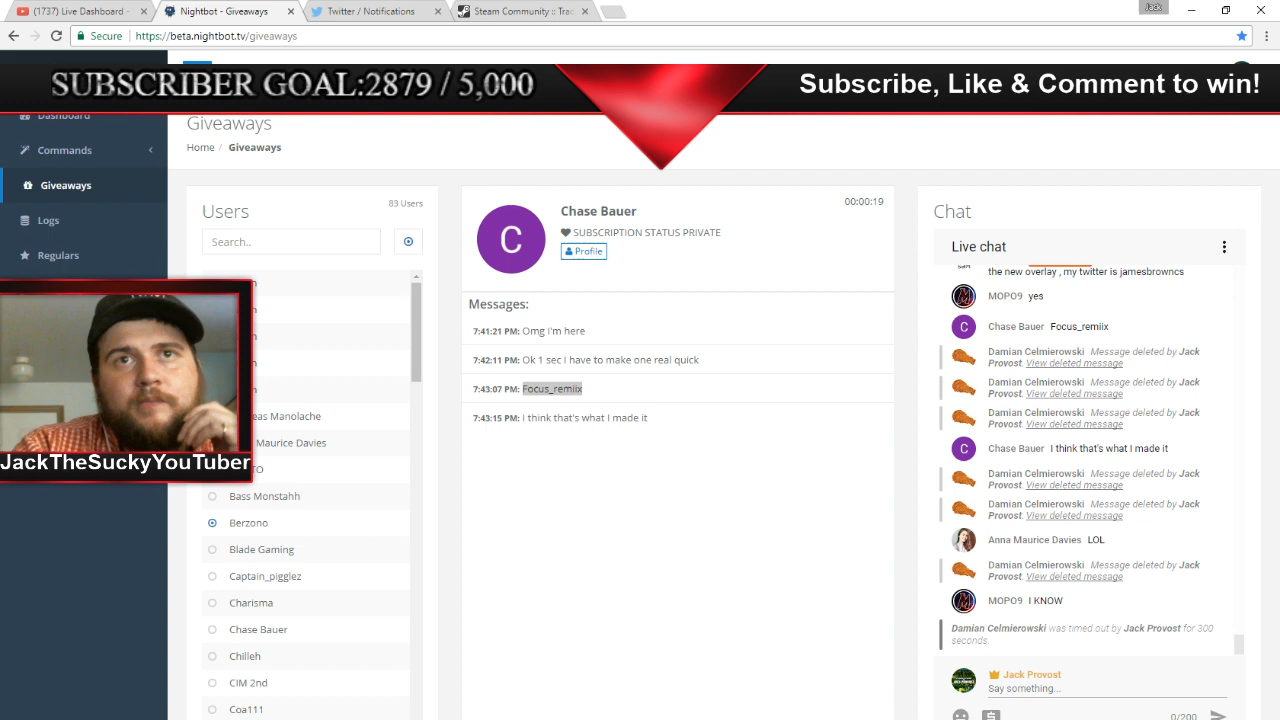 (1737) Live Dashboard -
Nightbot - Giveaways
Twitter / Notifications
Steam Community :: Tra
Jack
Secure
https://beta.nightbot.tv/giveaways
SUBSCRIBER GOAL:2879 / 5,000
Subscribe, Like & Comment to win!
Dashboard
Commands
Giveaways
Logs
Regulars
JackTheSuckyYouTuber
Giveaways
Home / Giveaways
Users
83 Users
Search..
eas Manolache
Maurice Davies
TO
Bass Monstahh
Berzono
Blade Gaming
Captain_pigglez
Charisma
Chase Bauer
Chilleh
CIM 2nd
Coa111
C
Chase Bauer
00:00:19
SUBSCRIPTION STATUS PRIVATE
Profile
Messages:
7:41:21 PM: Omg I'm here
7:42:11 PM: Ok 1 sec I have to make one real quick
7:43:07 PM: Focus_remiix
7:43:15 PM: I think that's what I made it
Chat
Live chat
the new overlay , my twitter is jamesbrowncs
MOPO9 yes
C Chase Bauer Focus_remiix
Damian Celmierowski Message deleted by Jack
Provost. View deleted message
Damian Celmierowski Message deleted by Jack
Provost. View deleted message
Damian Celmierowski Message deleted by Jack
Provost. View deleted message
C Chase Bauer I think that's what I made it
Damian Celmierowski Message deleted by Jack
Provost. View deleted message
Damian Celmierowski Message deleted by Jack
Provost. View deleted message
Anna Maurice Davies LOL
Damian Celmierowski Message deleted by Jack
Provost. View deleted message
MOPO9 I KNOW
Damian Celmierowski was timed out by Jack Provost for 300
seconds.
Jack Provost
Say something...
0/200